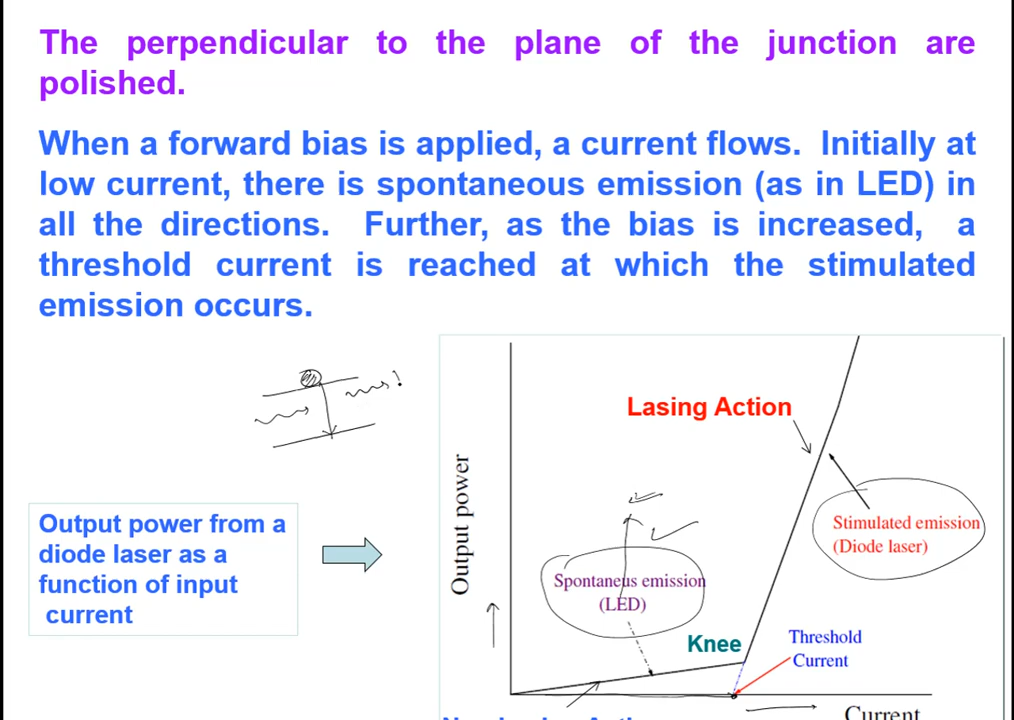 The perpendicular to the plane of the junction are
polished.
When a forward bias is applied, a current flows. Initially at
low current, there is spontaneous emission (as in LED) in
all the directions. Further, as the bias is increased, a
threshold current is reached at which the stimulated
emission occurs.
Output power from a
diode laser as a
function of input
current
Output power
Lasing Action
Stimulated emission
(Diode laser)
Spontaneus emission
(LED)
Knee
Threshold
Current
Current